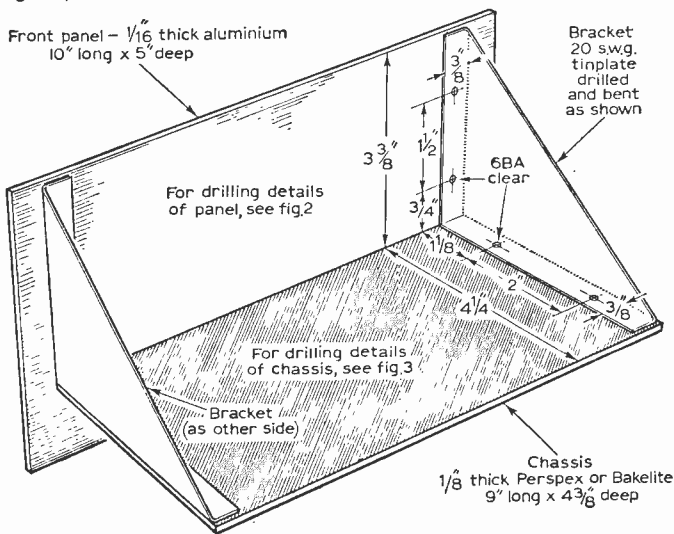 Front panel – 1/16" thick aluminium
10" long x 5" deep
Bracket
20 s.w.g.
tinplate
drilled
and bent
as shown
3/8"
3 3/8"
1 1/2"
6BA
clear
3/4"
For drilling details
of panel, see fig.2
1 1/8"
2"
4 1/4
3/8"
For drilling details
of chassis, see fig.3
Bracket
(as other side)
Chassis
1/8" thick Perspex or Bakelite
9" long x 4 3/8" deep